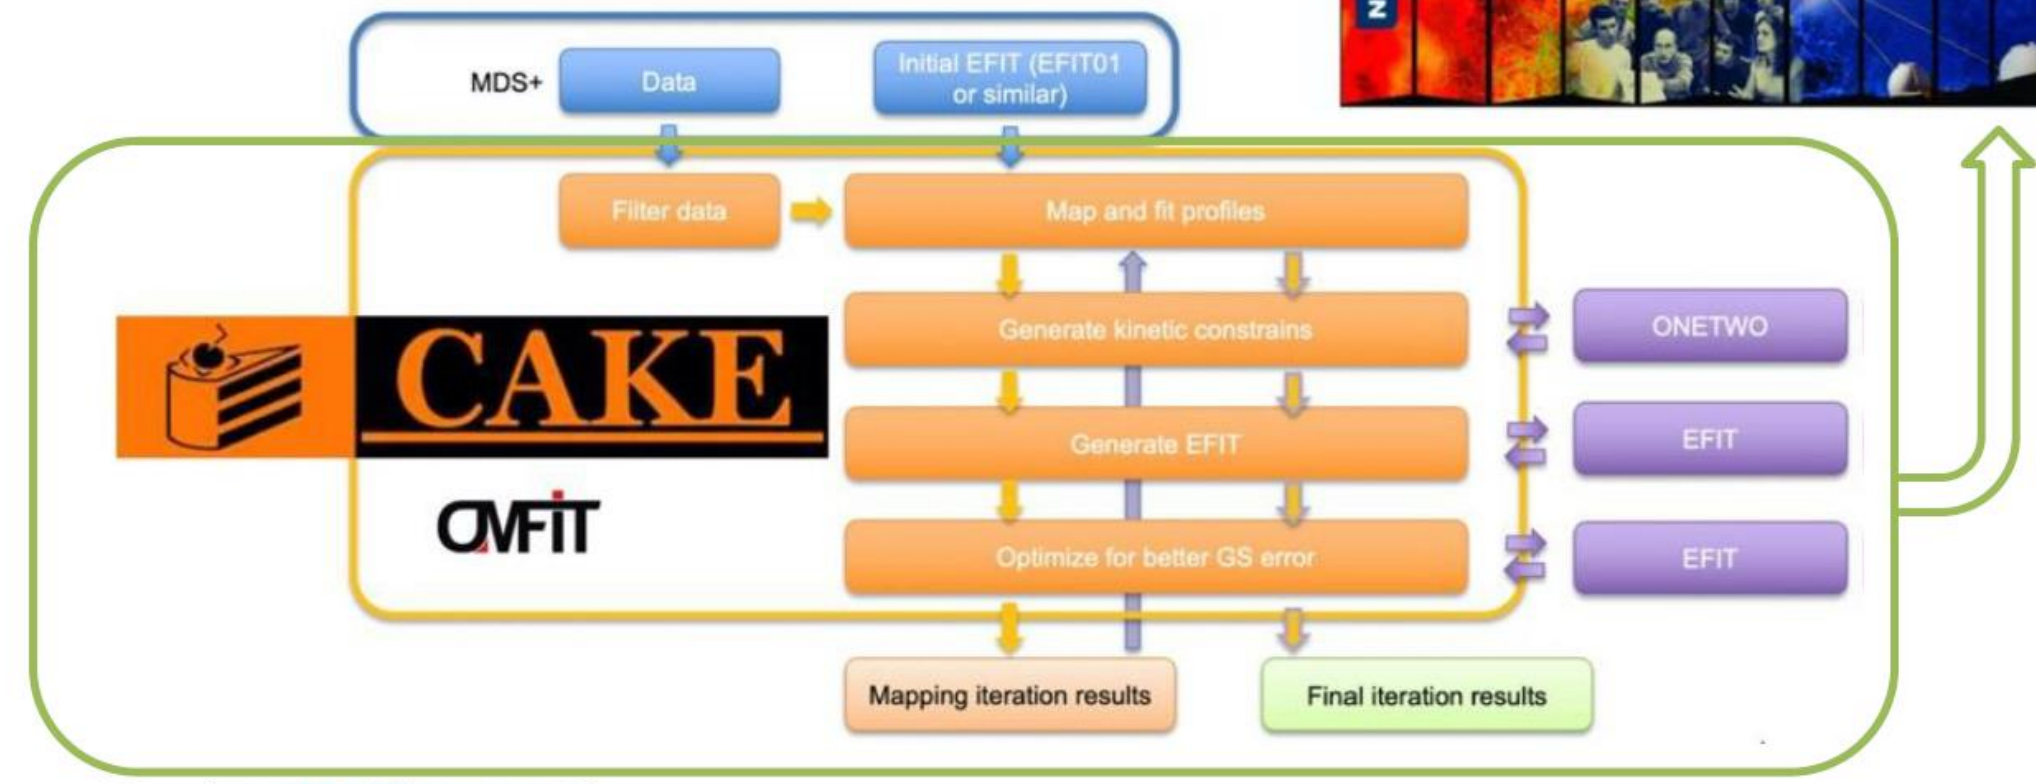 N
MDS+
Data
Initial EFIT (EFIT01
or similar)
Filter data
Map and fit profiles
Generate kinetic constrains
ONETWO
CAKE
Generate EFIT
EFIT
OMFIT
Optimize for better GS error
EFIT
Mapping iteration results
Final iteration results